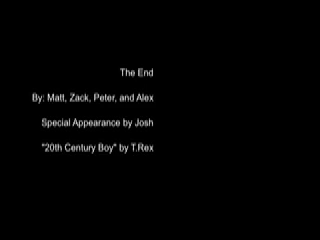 The End
By: Matt, Zack, Peter, and Alex
Special Appearance by Josh
"20th Century Boy" by T.Rex